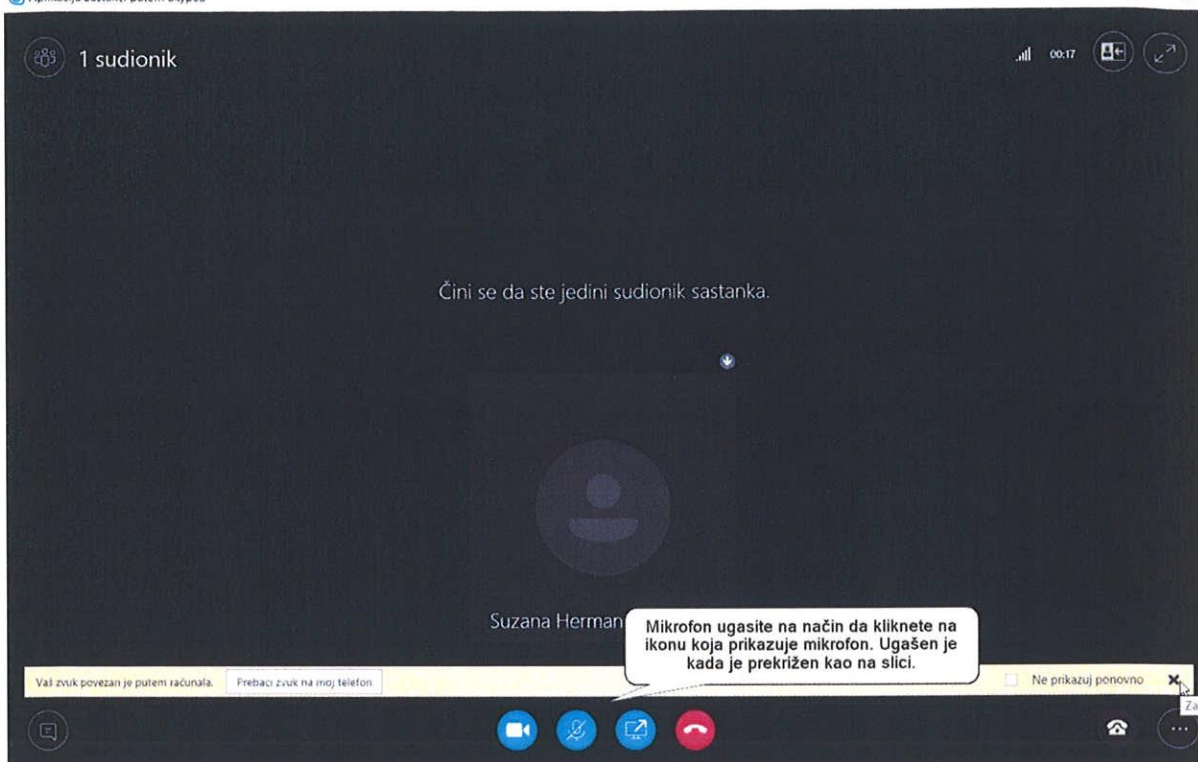 1 sudionik
00:17
Čini se da ste jedini sudionik sastanka.
Suzana Herman
Mikrofon ugasite na način da kliknete na
ikonu koja prikazuje mikrofon. Ugašen je
kada je prekrižen kao na slici.
Vaš zvuk povezan je putem računala.
Prebaci zvuk na moj telefon
Ne prikazuj ponovno
Za